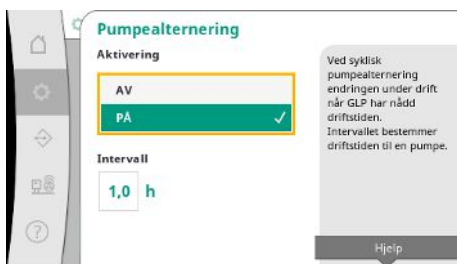 Pumpealternering
Aktivering
AV
PÅ
Intervall
1,0 h
Ved syklisk
pumpealternering
endringen under drift
når GLP har nådd
driftstiden.
Intervallet bestemmer
driftstiden til en pumpe.
Hjelp